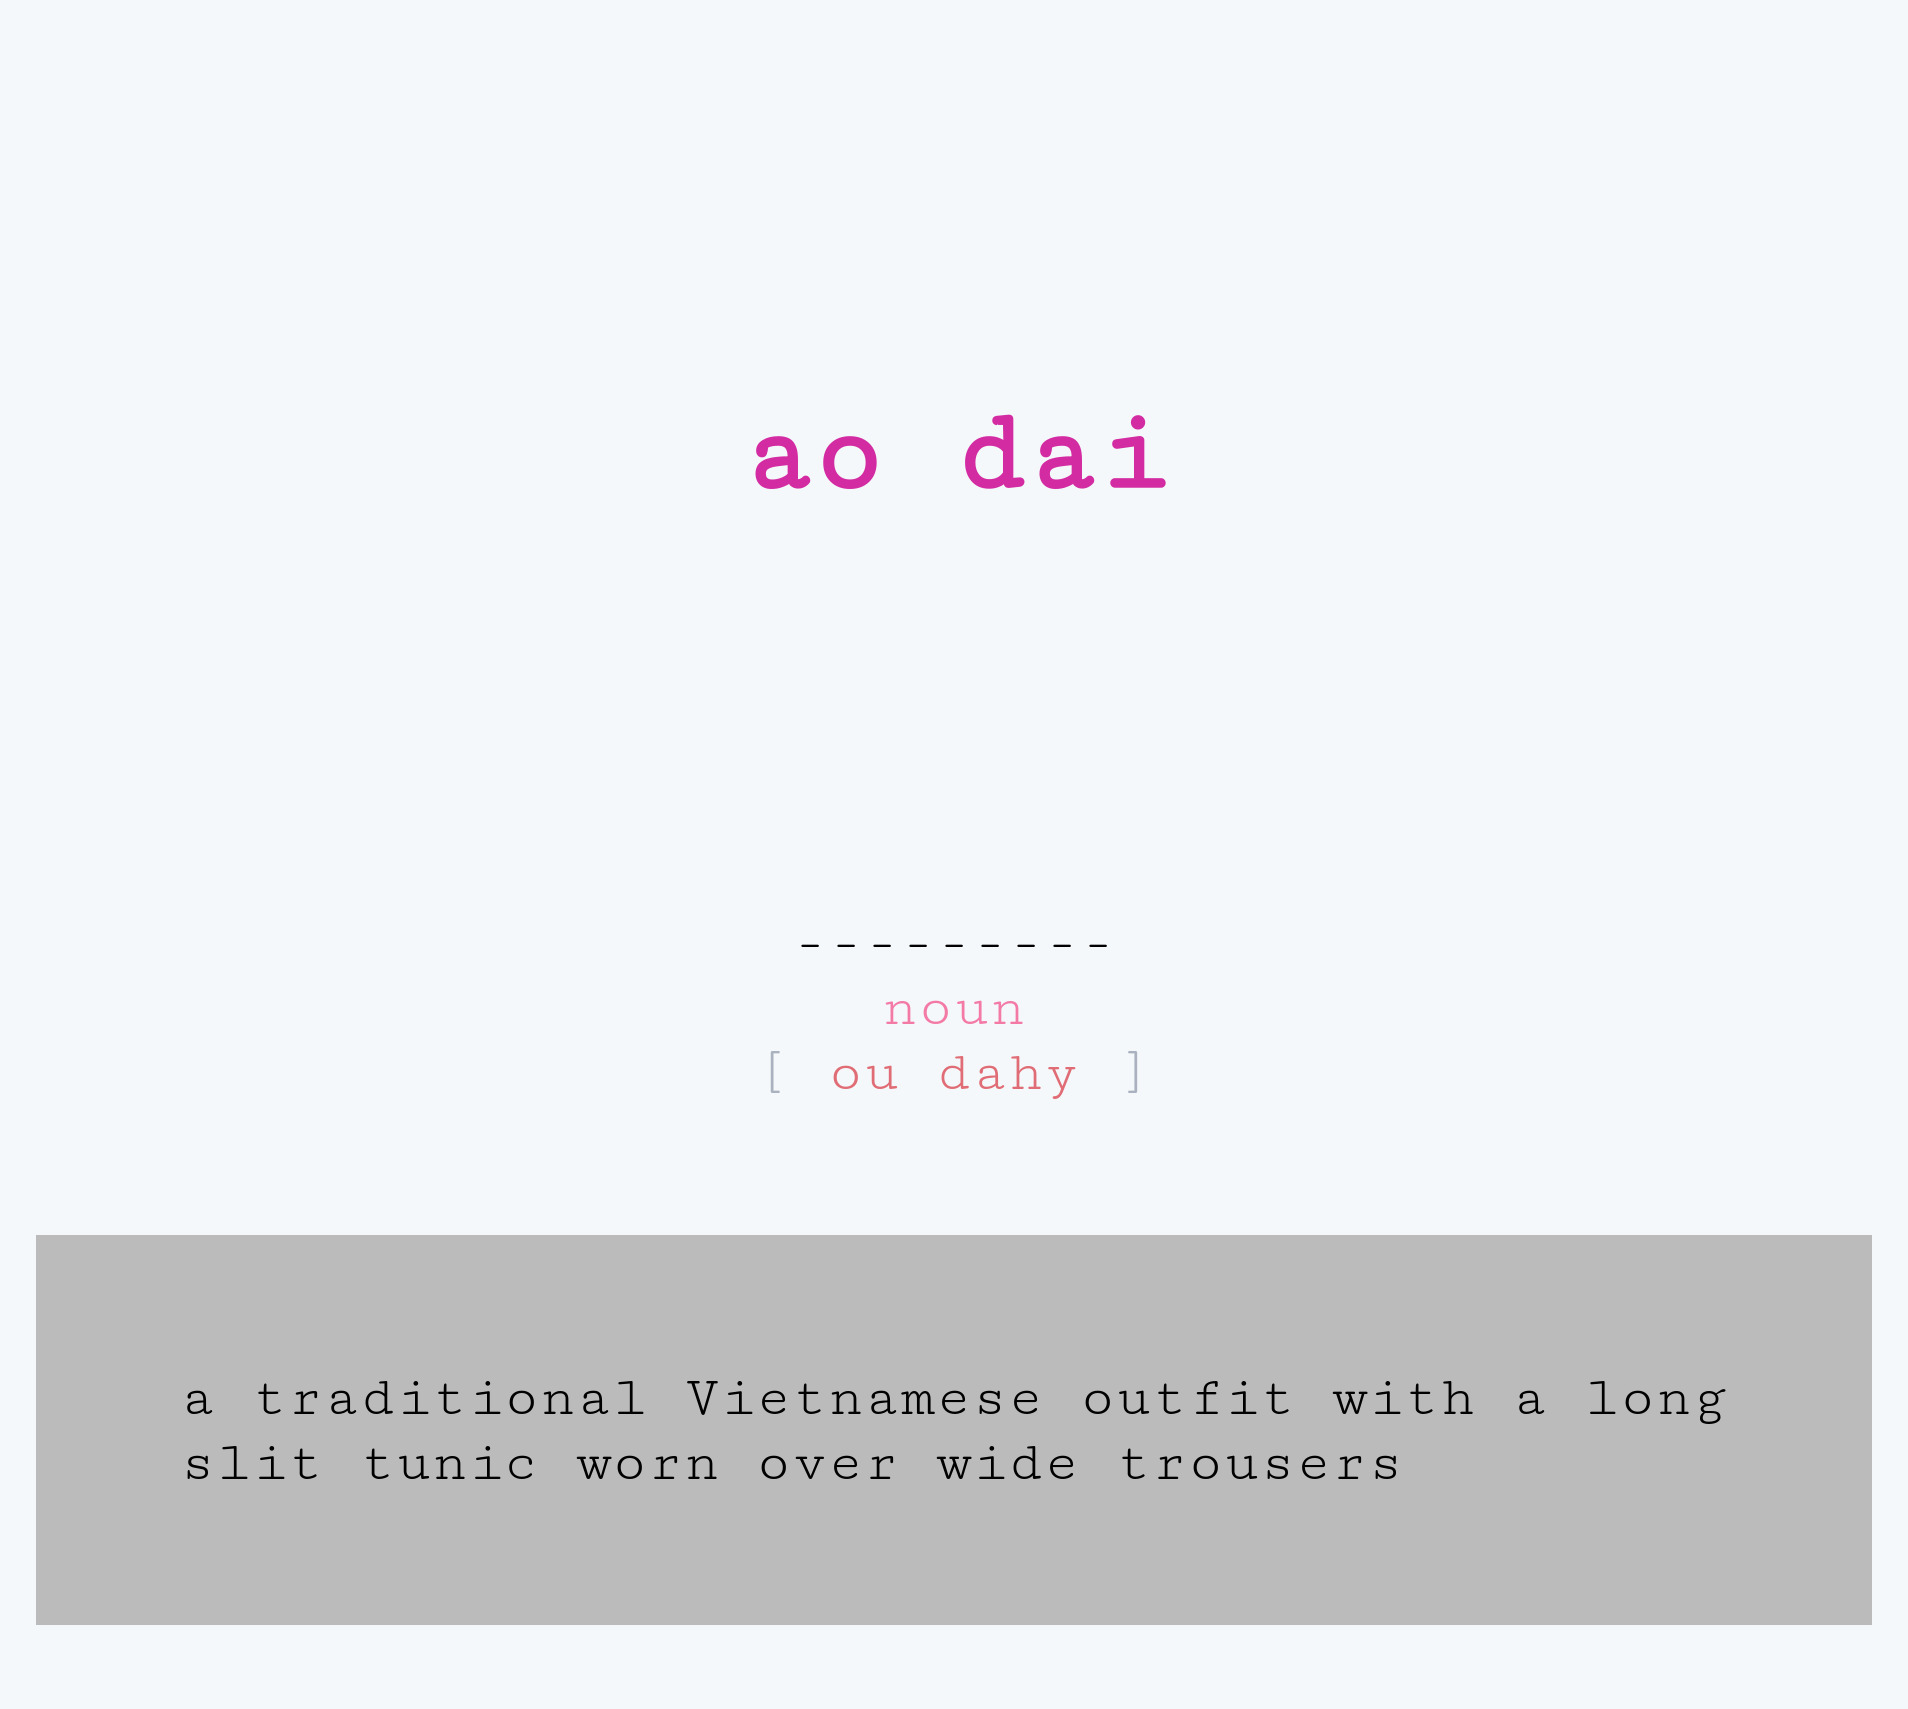 ao dai
---------
noun
[ ou dahy ]
a traditional Vietnamese outfit with a long
slit tunic worn over wide trousers